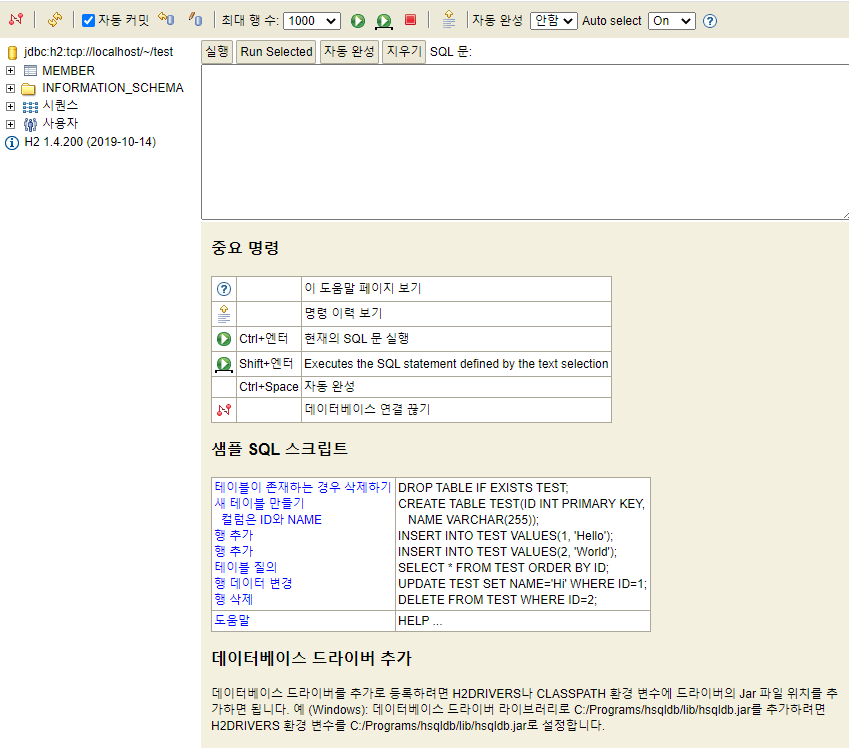 자동 커밋 최대 행 수: 1000 자동 완성 안함 Auto select On
jdbc:h2:tcp://localhost/~/test
MEMBER
INFORMATION_SCHEMA
시퀀스
사용자
H2 1.4.200 (2019-10-14)
실행 Run Selected 자동 완성 지우기 SQL 문:
중요 명령
이 도움말 페이지 보기
명령 이력 보기
Ctrl+엔터 현재의 SQL 문 실행
Shift+엔터 Executes the SQL statement defined by the text selection
Ctrl+Space 자동 완성
데이터베이스 연결 끊기
샘플 SQL 스크립트
테이블이 존재하는 경우 삭제하기 DROP TABLE IF EXISTS TEST;
새 테이블 만들기 CREATE TABLE TEST(ID INT PRIMARY KEY,
컬럼은 ID와 NAME NAME VARCHAR(255));
행 추가 INSERT INTO TEST VALUES(1, 'Hello');
행 추가 INSERT INTO TEST VALUES(2, 'World');
테이블 질의 SELECT * FROM TEST ORDER BY ID;
행 데이터 변경 UPDATE TEST SET NAME='Hi' WHERE ID=1;
행 삭제 DELETE FROM TEST WHERE ID=2;
도움말 HELP ...
데이터베이스 드라이버 추가
데이터베이스 드라이버를 추가로 등록하려면 H2DRIVERS나 CLASSPATH 환경 변수에 드라이버의 Jar 파일 위치를 추
가하면 됩니다. 예 (Windows): 데이터베이스 드라이버 라이브러리로 C:/Programs/hsqldb/lib/hsqldb.jar를 추가하려면
H2DRIVERS 환경 변수를 C:/Programs/hsqldb/lib/hsqldb.jar로 설정합니다.